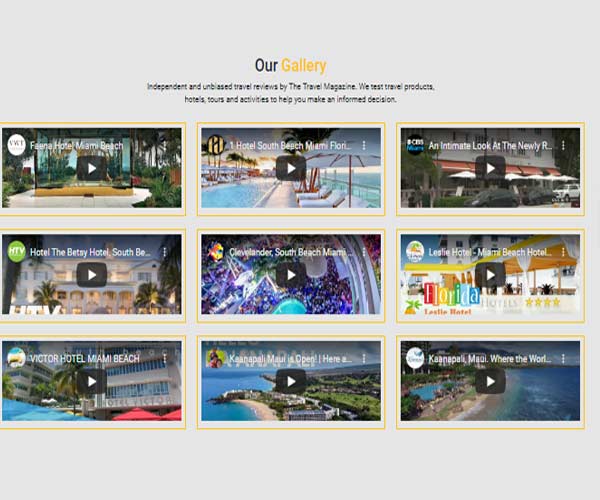 Our Gallery
Independent and unbiased travel reviews by The Travel Magazine. We test travel products,
hotels, tours and activities to help you make an informed decision.
Faena Hotel Miami Beach
1 Hotel South Beach Miami Flori...
CBS
Miami
An Intimate Look At The Newly R...
HTV
Hotel The Betsy Hotel, South Be...
Clevelander, South Beach Miami ...
Leslie Hotel - Miami Beach Hotel...
Florida
HOTELS
Leslie Hotel
VICTOR HOTEL MIAMI BEACH
HOTEL VICTOR
Kaanapali Maui is Open! | Here a...
Kaanapali, Maui. Where the Worl...